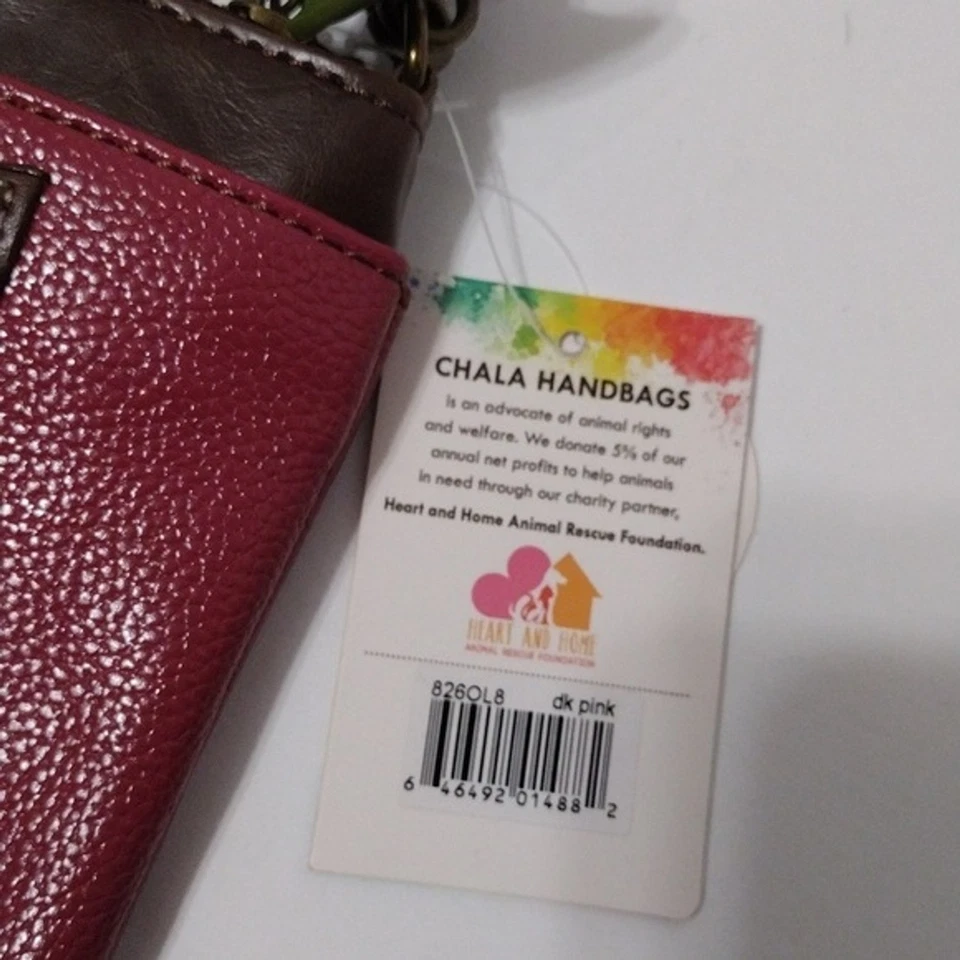 CHALA HANDBAGS
is an advocate of animal rights
and welfare. We donate 5% of our
annual net profits to help animals
in need through our charity partner,
Heart and Home Animal Rescue Foundation.
HEART AND HOME
ANIMAL RESCUE FOUNDATION
826OL8 dk pink
6 46492 01488 2